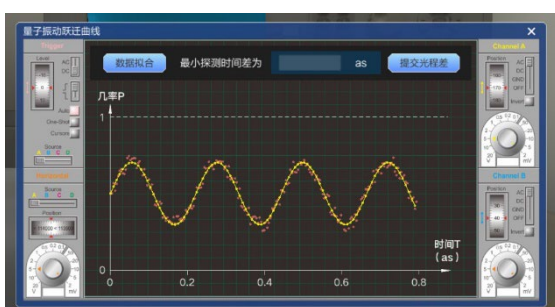 量子振动跃迁曲线 ×
Trigger
Level
AC
DC
0
Auto
One-Shot
Cursors
Source
A B C D
Horizontal
Source
A B C D
Position
数据拟合 最小探测时间差为 as 提交光程差
几率P
1
时间T
(as)
0 0.2 0.4 0.6 0.8
Channel A
Position
AC
DC
GND
OFF
Invert
V mV
Channel B
Position
AC
DC
GND
OFF
Invert
V mV